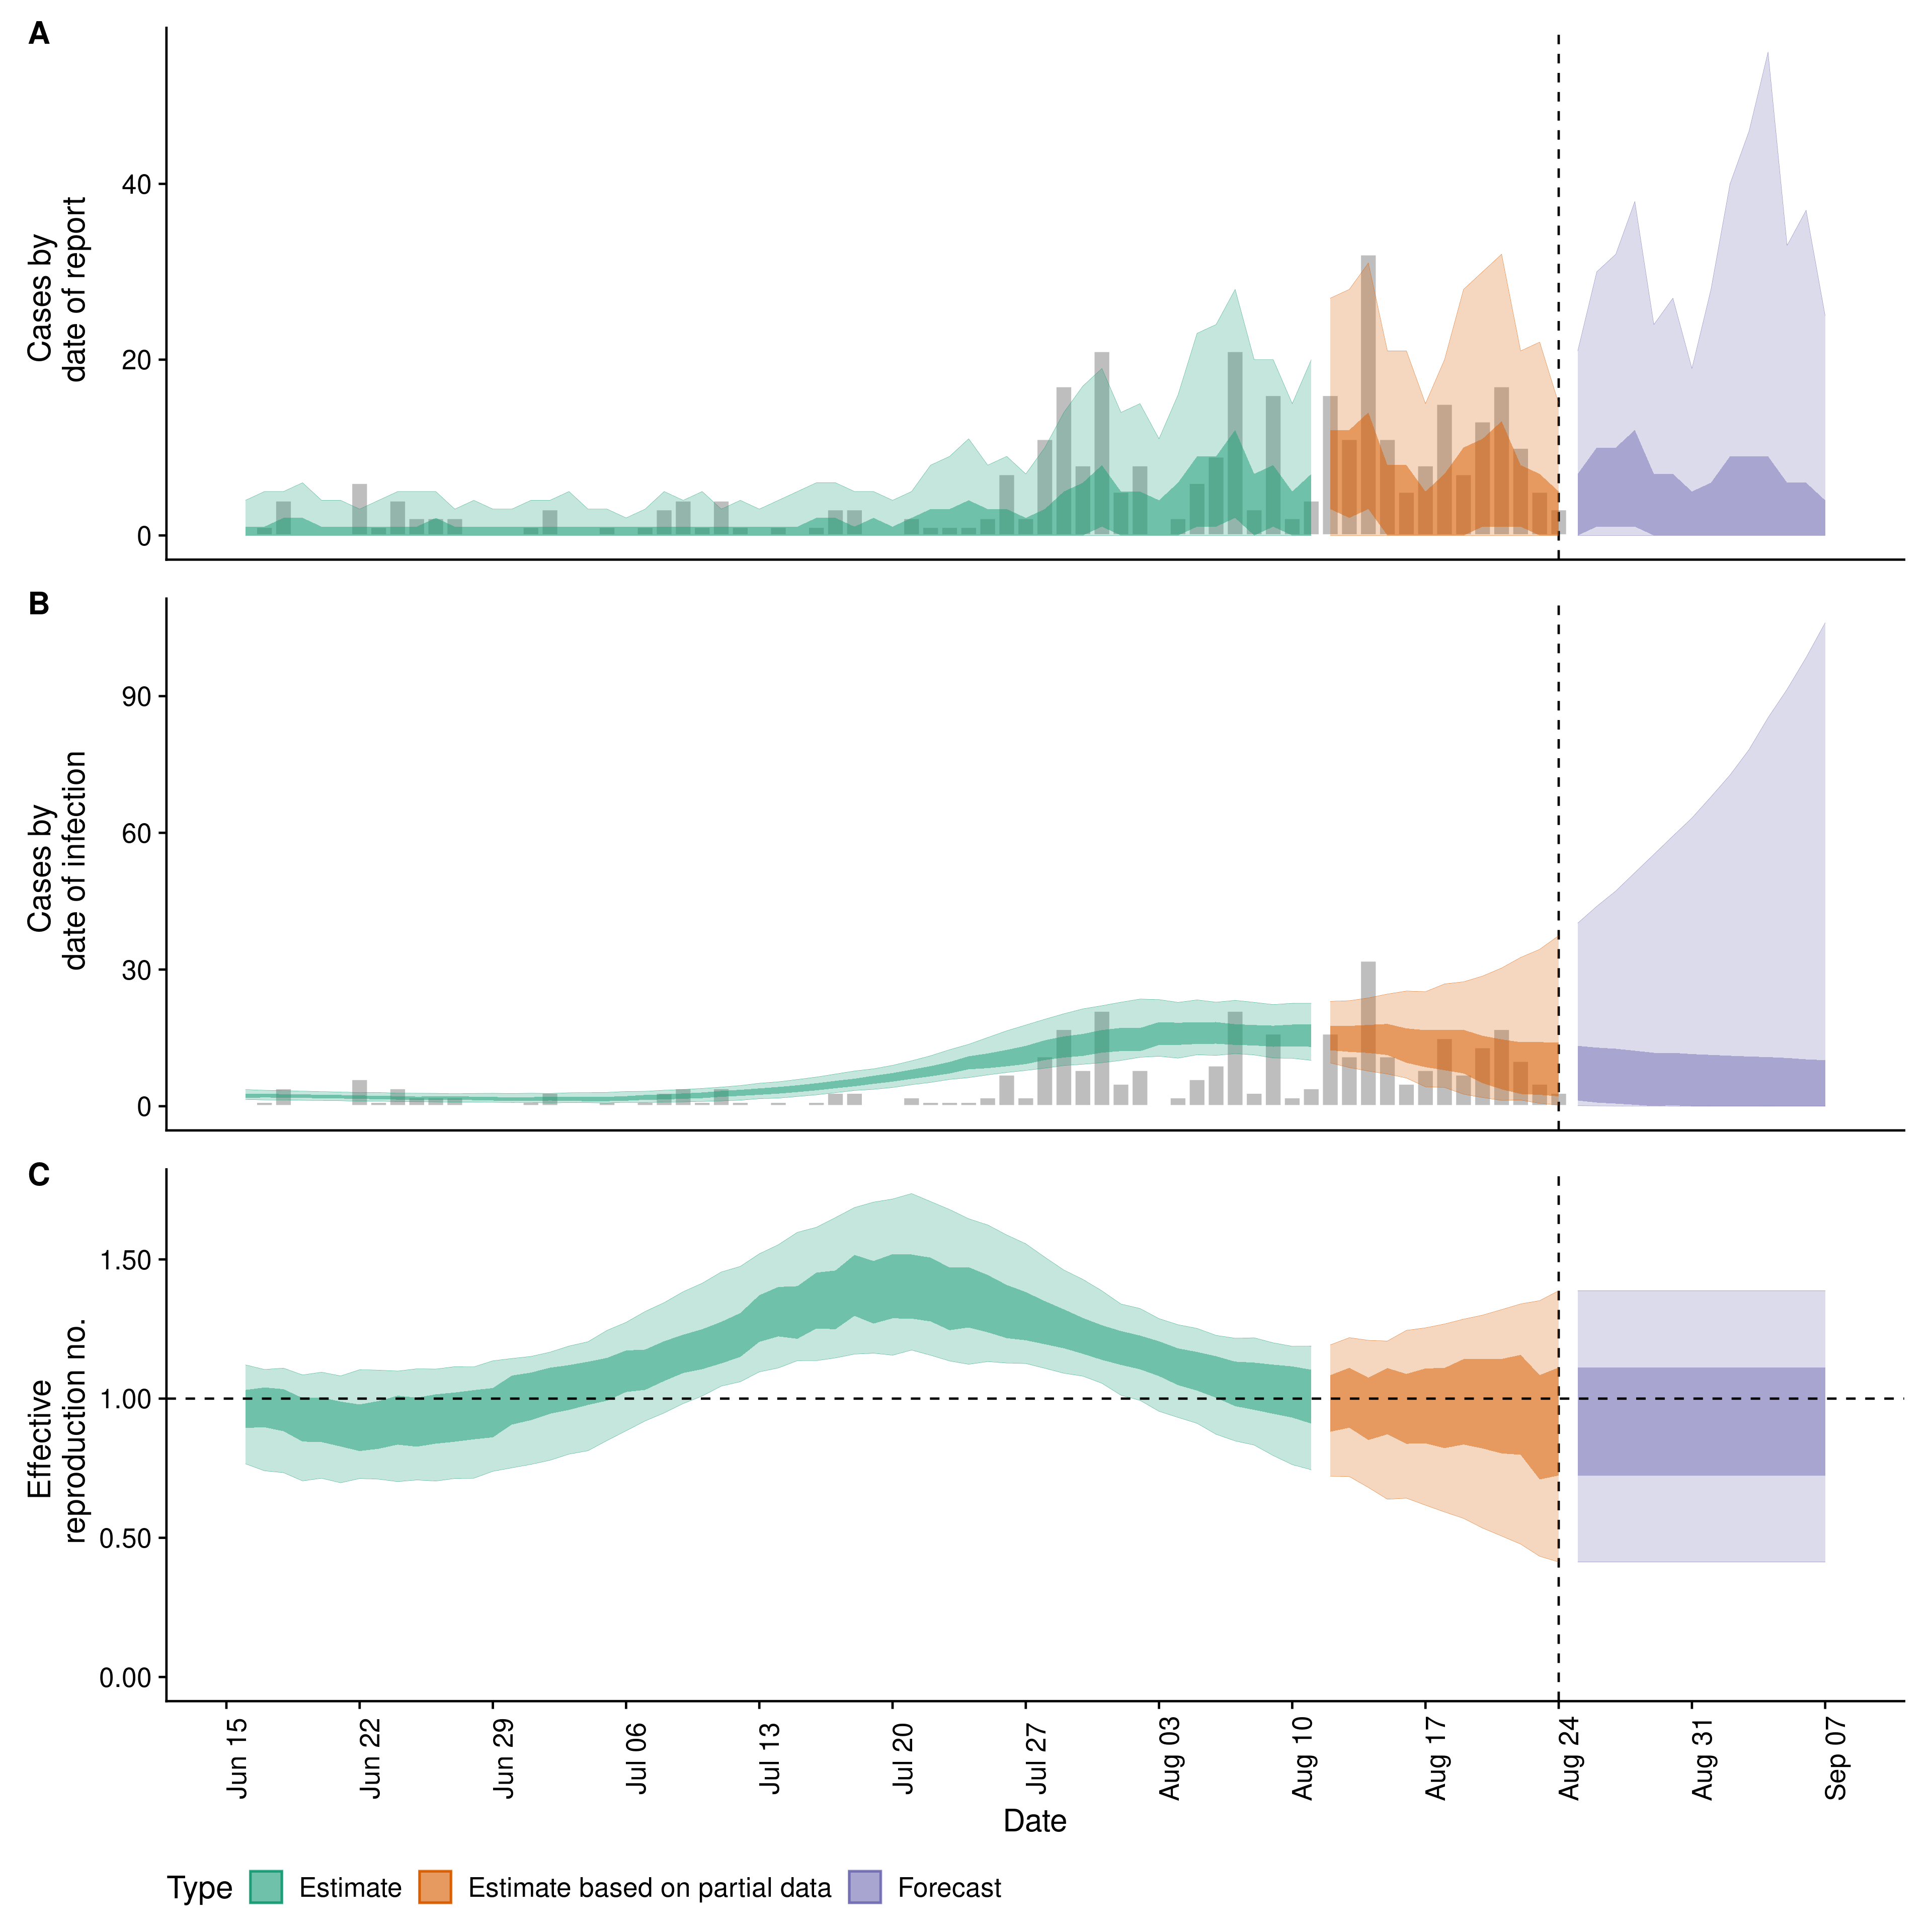 A
Cases by
date of report
40
20
0
B
Cases by
date of infection
90
60
30
0
C
Effective
reproduction no.
1.50
1.00
0.50
0.00
Jun 15
Jun 22
Jun 29
Jul 06
Jul 13
Jul 20
Jul 27
Aug 03
Aug 10
Aug 17
Aug 24
Aug 31
Sep 07
Date
Type Estimate Estimate based on partial data Forecast